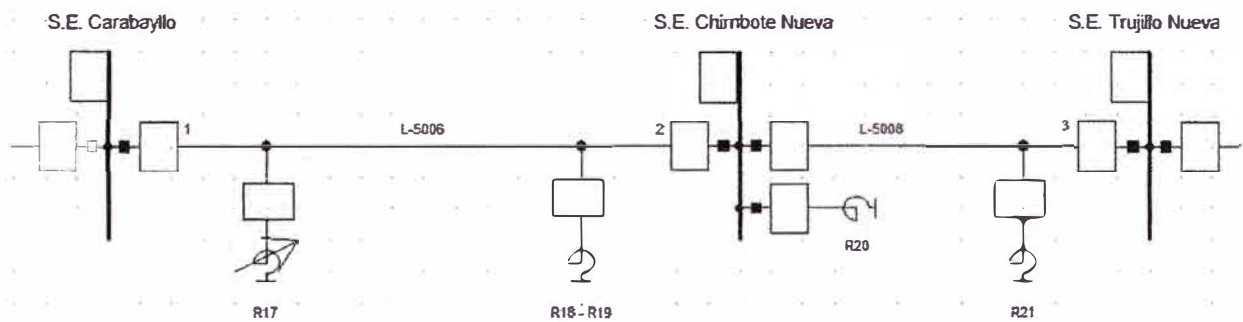 S.E. Carabayllo
S.E. Chimbote Nueva
S.E. Trujillo Nueva
1
L-5006
2
L-5008
3
R20
R17
R18 - R19
R21